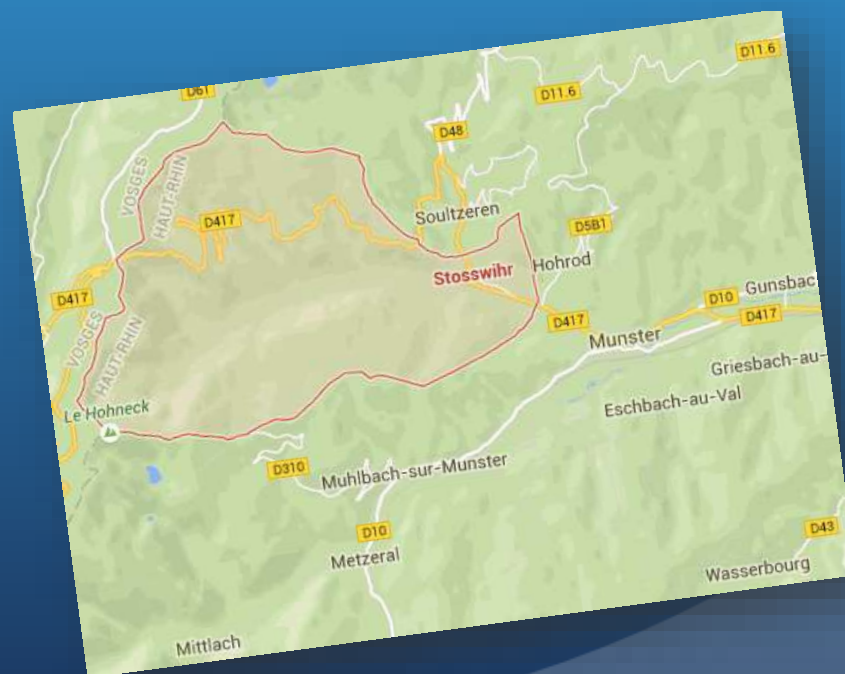 D11.6
D61
D11.6
D48
VOSGES
HAUT-RHIN
D417
Soultzeren
D5B1
Stosswihr
Hohrod
D417
D10
Gunsbac
D417
D417
VOSGES
HAUT-RHIN
Munster
Griesbach-au-
Le Hohneck
Eschbach-au-Val
D310
Muhlbach-sur-Munster
D10
D43
Metzeral
Wasserbourg
Mittlach